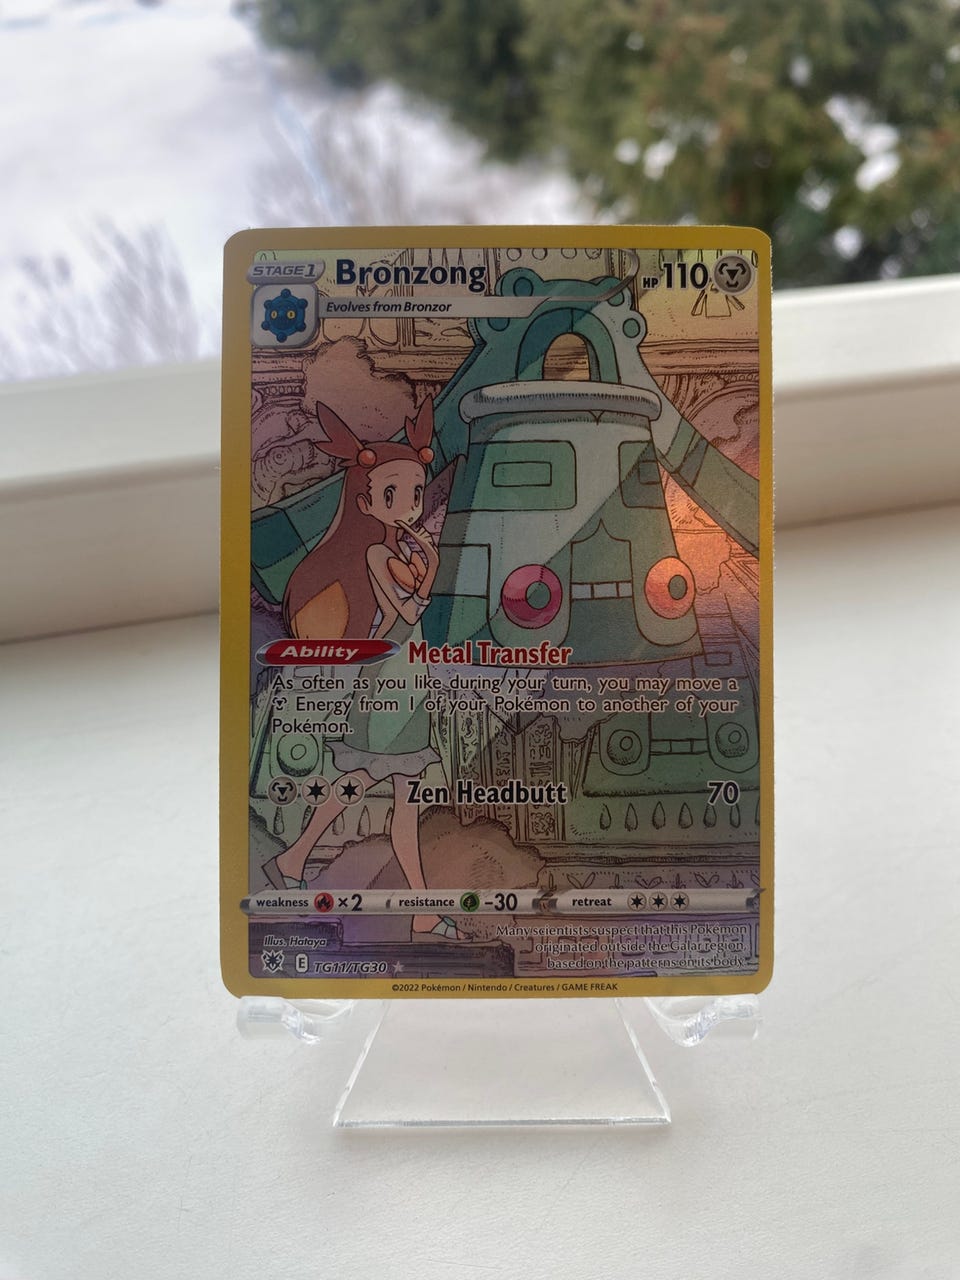 STAGE 1 Bronzong HP 110
Evolves from Bronzor
Ability Metal Transfer
As often as you like during your turn, you may move a
Energy from 1 of your Pokémon to another of your
Pokémon.
Zen Headbutt 70
weakness ×2 resistance -30 retreat
Many scientists suspect that this Pokémon
originated outside the Galar region,
based on the patterns on its body.
Illus. Hataya
E TG11/TG30
©2022 Pokémon / Nintendo / Creatures / GAME FREAK